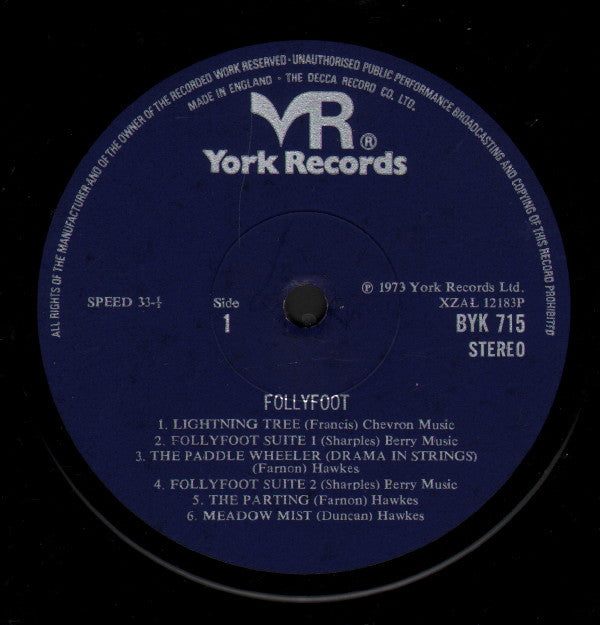 ALL RIGHTS OF THE MANUFACTURER AND OF THE OWNER OF THE RECORDED WORK RESERVED · UNAUTHORISED PUBLIC PERFORMANCE BROADCASTING AND COPYING OF THIS RECORD PROHIBITED
MADE IN ENGLAND · THE DECCA RECORD CO. LTD.
YR®
York Records
℗ 1973 York Records Ltd.
XZAL 12183P
SPEED 33-⅓
Side
1
BYK 715
STEREO
FOLLYFOOT
1. LIGHTNING TREE (Francis) Chevron Music
2. FOLLYFOOT SUITE 1 (Sharples) Berry Music
3. THE PADDLE WHEELER (DRAMA IN STRINGS)
(Farnon) Hawkes
4. FOLLYFOOT SUITE 2 (Sharples) Berry Music
5. THE PARTING (Farnon) Hawkes
6. MEADOW MIST (Duncan) Hawkes